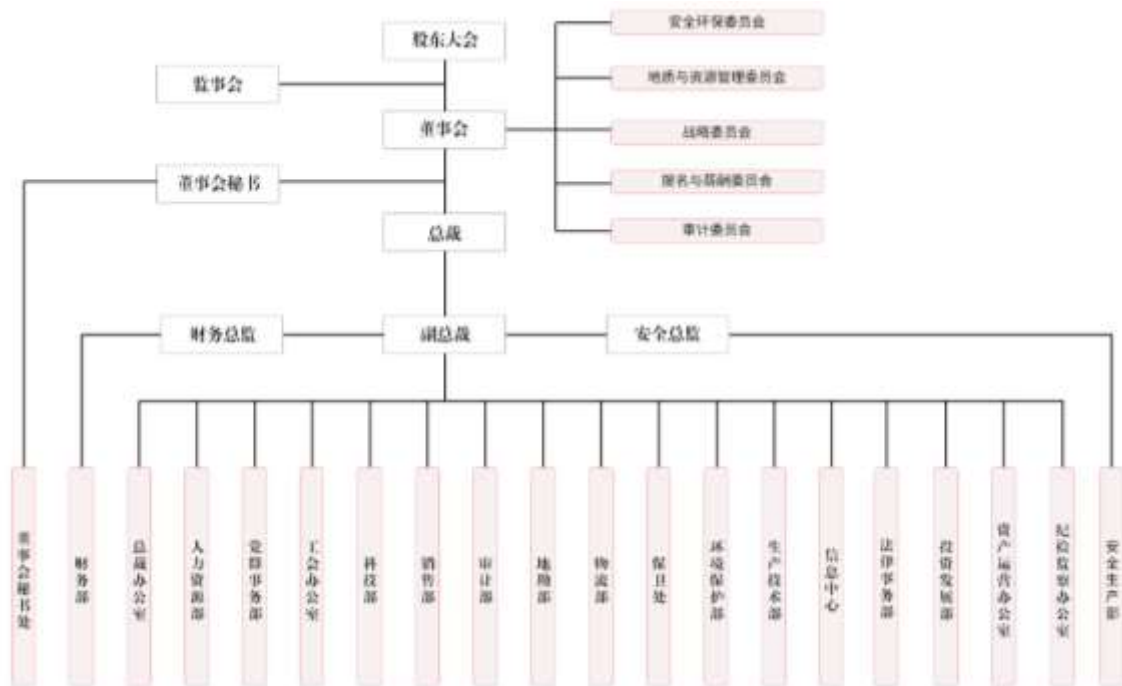 股东大会
监事会
董事会
董事会秘书
总裁
安全环保委员会
地质与资源管理委员会
战略委员会
提名与薪酬委员会
审计委员会
财务总监
副总裁
安全总监
董事会秘书处
财务部
总裁办公室
人力资源部
党群事务部
工会办公室
科技部
销售部
审计部
地勘部
物流部
保卫处
环境保护部
生产技术部
信息中心
法律事务部
投资发展部
资产运营办公室
纪检监察办公室
安全生产部